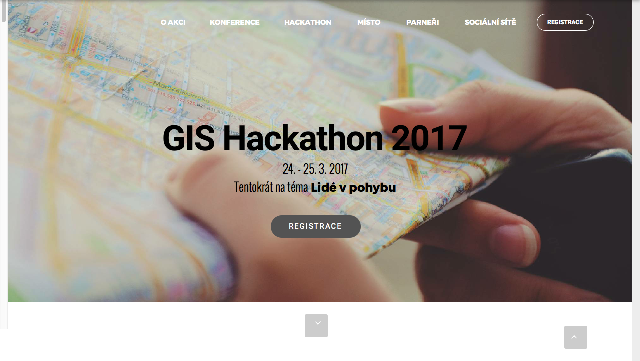 O AKCI KONFERENCE HACKATHON MÍSTO PARNEŘI SOCIÁLNÍ SÍTĚ REGISTRACE
GIS Hackathon 2017
24. - 25. 3. 2017
Tentokrát na téma Lidé v pohybu
REGISTRACE